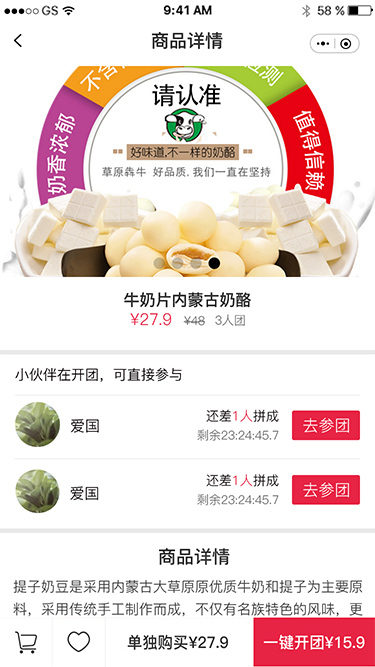 GS 9:41 AM 58 %
商品详情
不含
检测
奶香浓郁
请认准
值得信赖
好味道,不一样的奶酪
草原犇牛 好品质,我们一直在坚持
牛奶片内蒙古奶酪
¥27.9 ¥48 3人团
小伙伴在开团，可直接参与
爱国
还差1人拼成
剩余23:24:45.7
去参团
爱国
还差1人拼成
剩余23:24:45.7
去参团
商品详情
提子奶豆是采用内蒙古大草原原优质牛奶和提子为主要原
料，采用传统手工制作而成，不仅有名族特色的风味，更
单独购买¥27.9
一键开团¥15.9